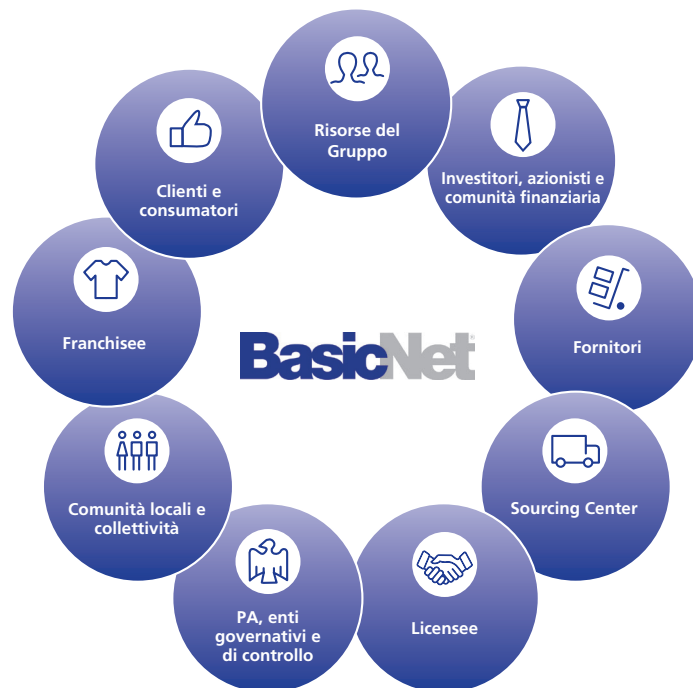 Risorse del
Gruppo
Investitori, azionisti e
comunità finanziaria
Fornitori
Sourcing Center
Licensee
PA, enti
governativi e
di controllo
Comunità locali e
collettività
Franchisee
Clienti e
consumatori
BasicNet®